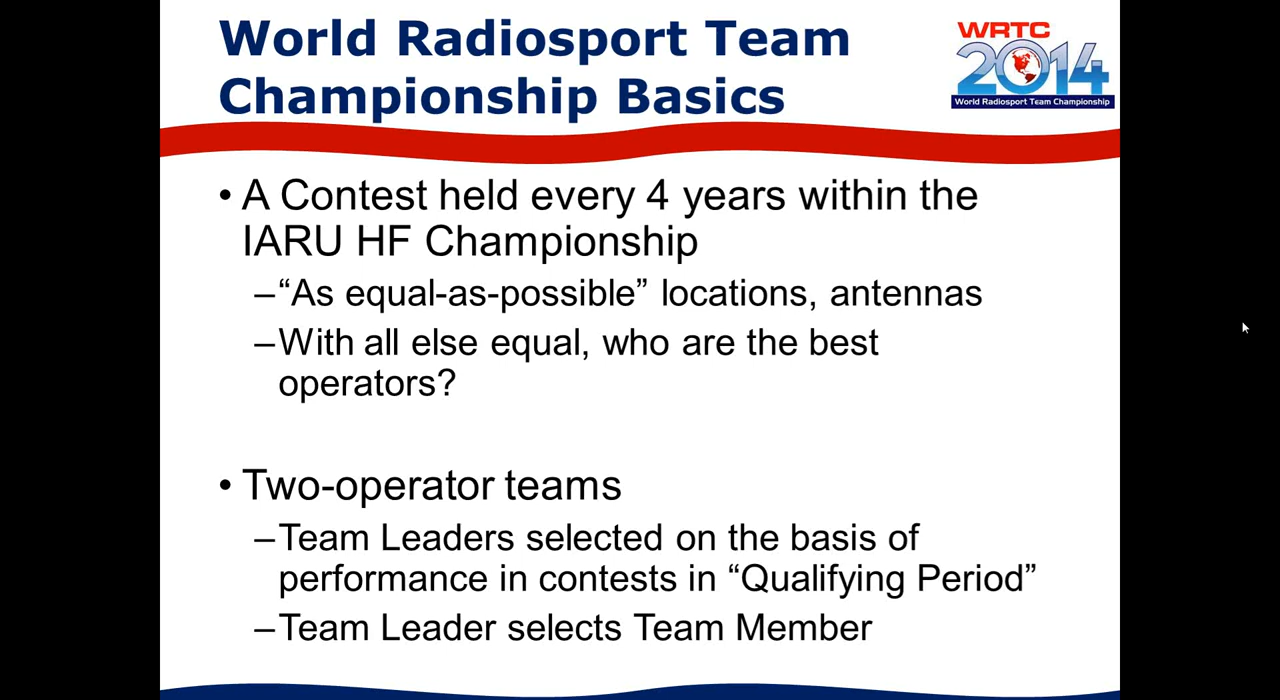 World Radiosport Team
Championship Basics
WRTC
2014
World Radiosport Team Championship
• A Contest held every 4 years within the
IARU HF Championship
–“As equal-as-possible” locations, antennas
–With all else equal, who are the best
operators?
• Two-operator teams
–Team Leaders selected on the basis of
performance in contests in “Qualifying Period”
–Team Leader selects Team Member